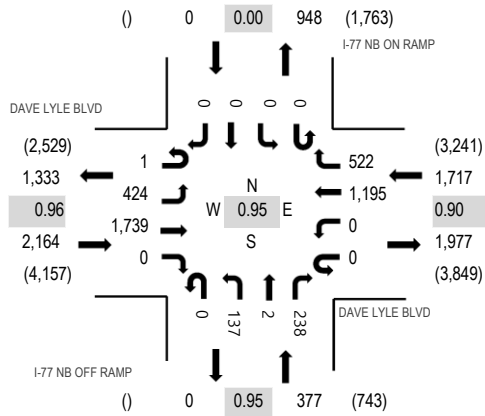 () 0 0.00 948 (1,763)
I-77 NB ON RAMP
DAVE LYLE BLVD
0 0 0 0
(2,529) (3,241)
1 522
1,333 1,717
424 N 1,195
0.96 W 0.95 E 0.90
1,739 0
2,164 S 1,977
0 0
(4,157) (3,849)
0 137 2 238
DAVE LYLE BLVD
I-77 NB OFF RAMP
() 0 0.95 377 (743)